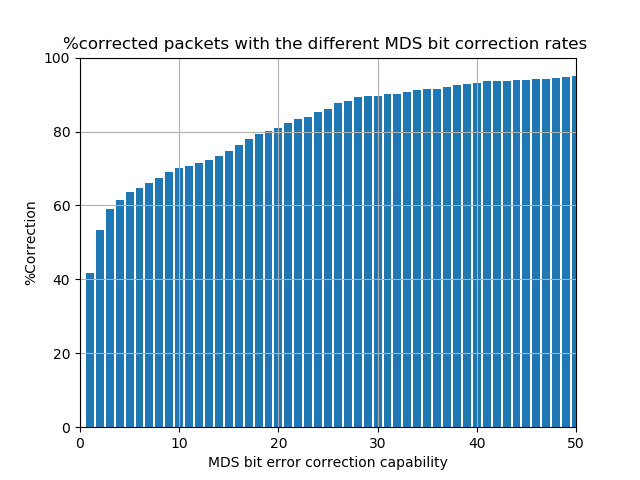 %corrected packets with the different MDS bit correction rates
100
80
60
40
20
0
%Correction
0 10 20 30 40 50
MDS bit error correction capability